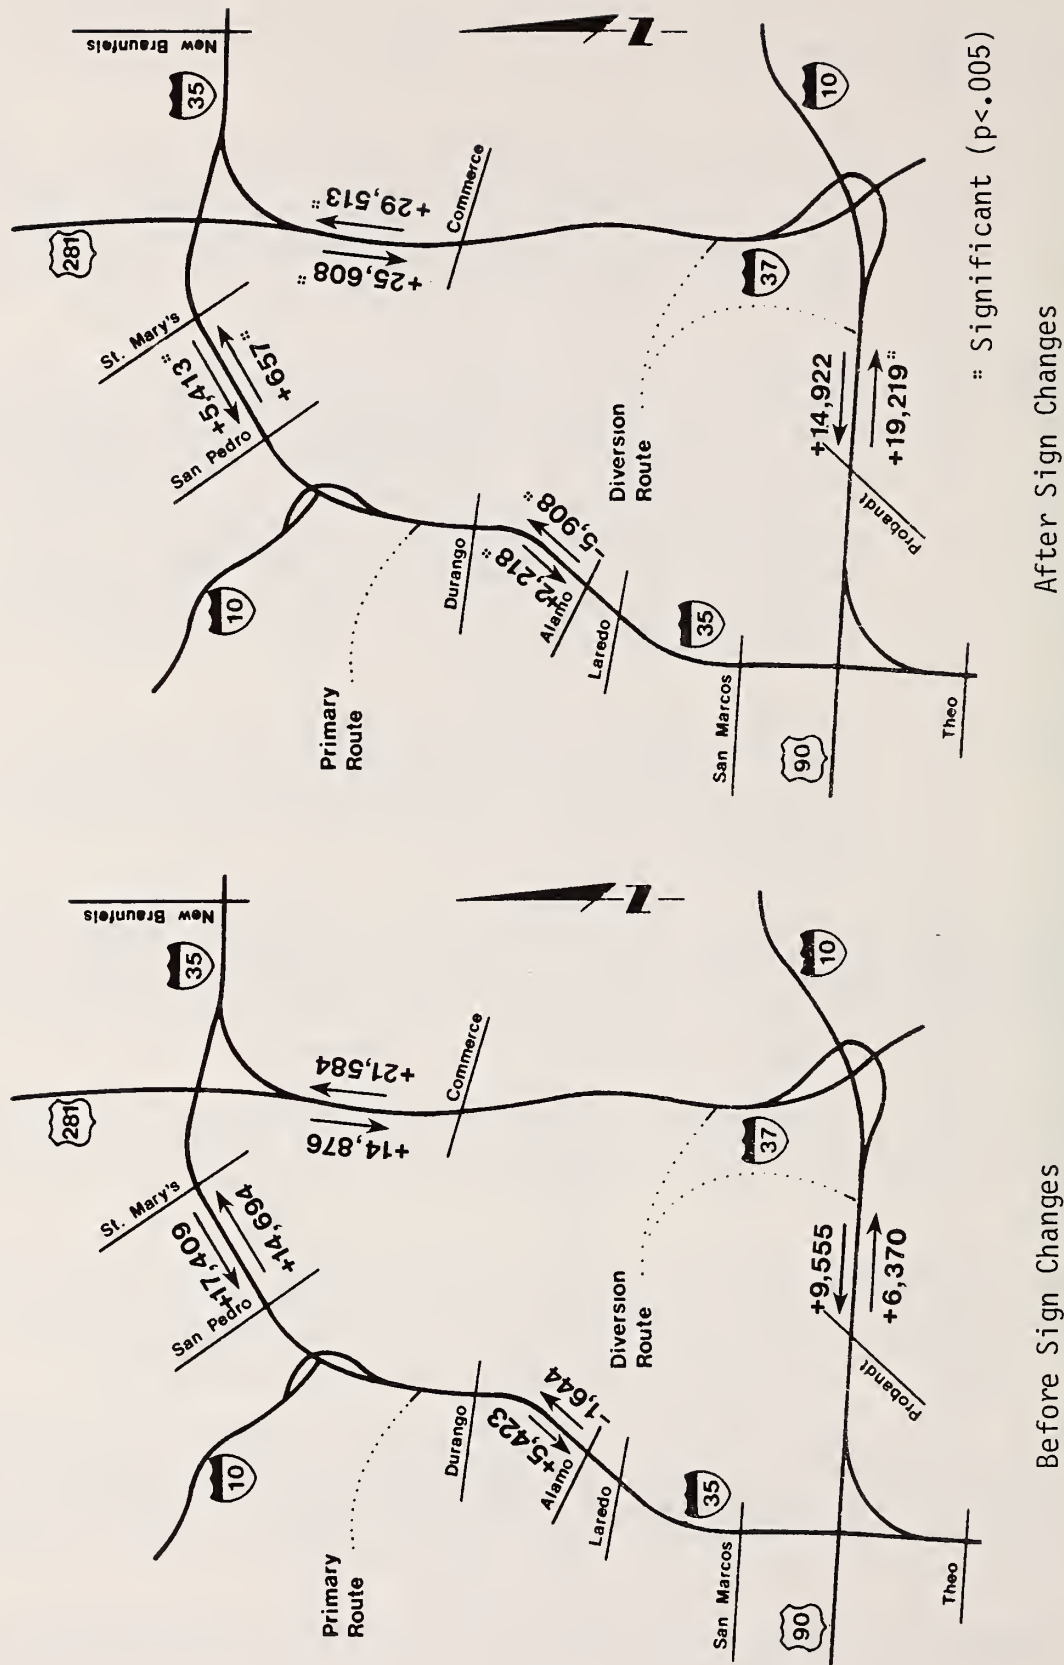 Before Sign Changes
281
35
New Braunfels
St. Mary's
San Pedro
+17,409
+14,694
+14,876
+21,584
Commerce
10
Primary
Route
Durango
+5,423
-1,644
Alamo
Laredo
35
San Marcos
Diversion
Route
37
10
N
90
+9,555
+6,370
Probandt
Theo
After Sign Changes
281
35
New Braunfels
St. Mary's
San Pedro
+5,413 ::
+657 ::
+25,608 ::
+29,513 ::
Commerce
10
Primary
Route
Durango
+2,218 ::
-5,908 ::
Alamo
Laredo
35
San Marcos
Diversion
Route
37
10
N
90
+14,922
+19,219 ::
Probandt
Theo
:: Significant (p<.005)